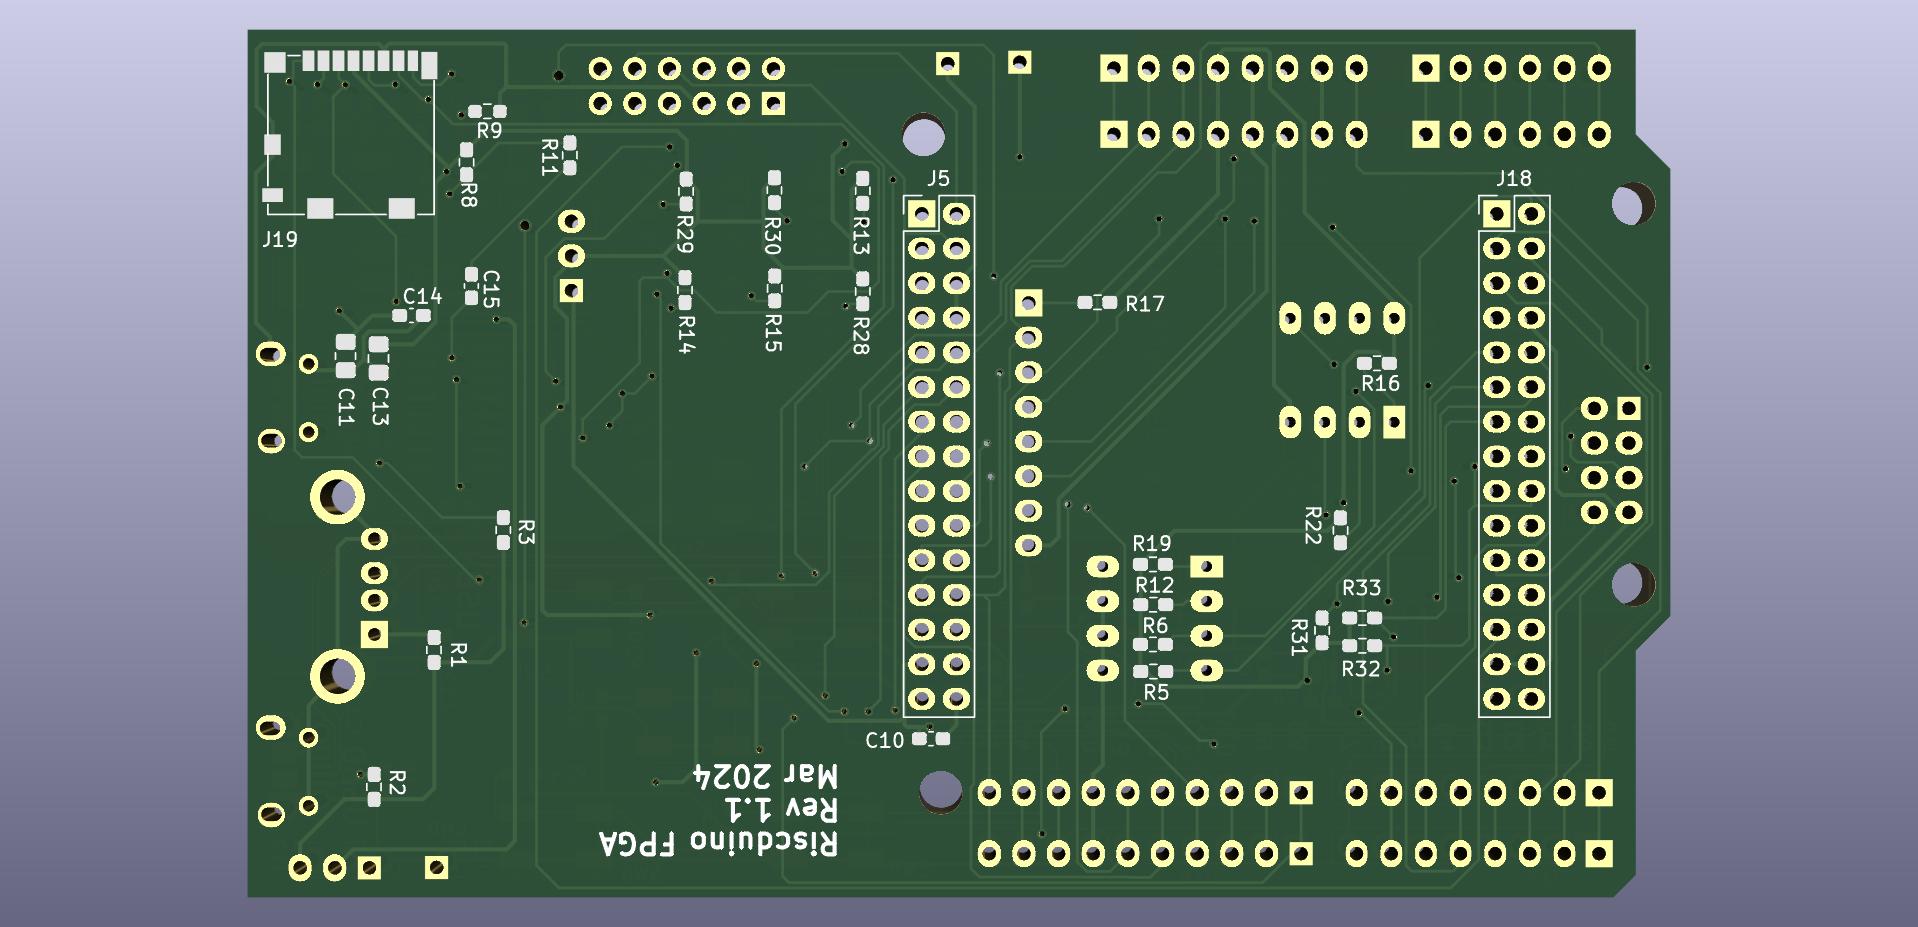 R9
R11
R8
J5
J18
J19
R29
R30
R13
C15
C14
R17
R14
R15
R28
R16
C11
C13
R3
R22
R19
R12
R33
R6
R31
R1
R32
R5
C10
R2
Riscduino FPGA
Rev 1.1
Mar 2024